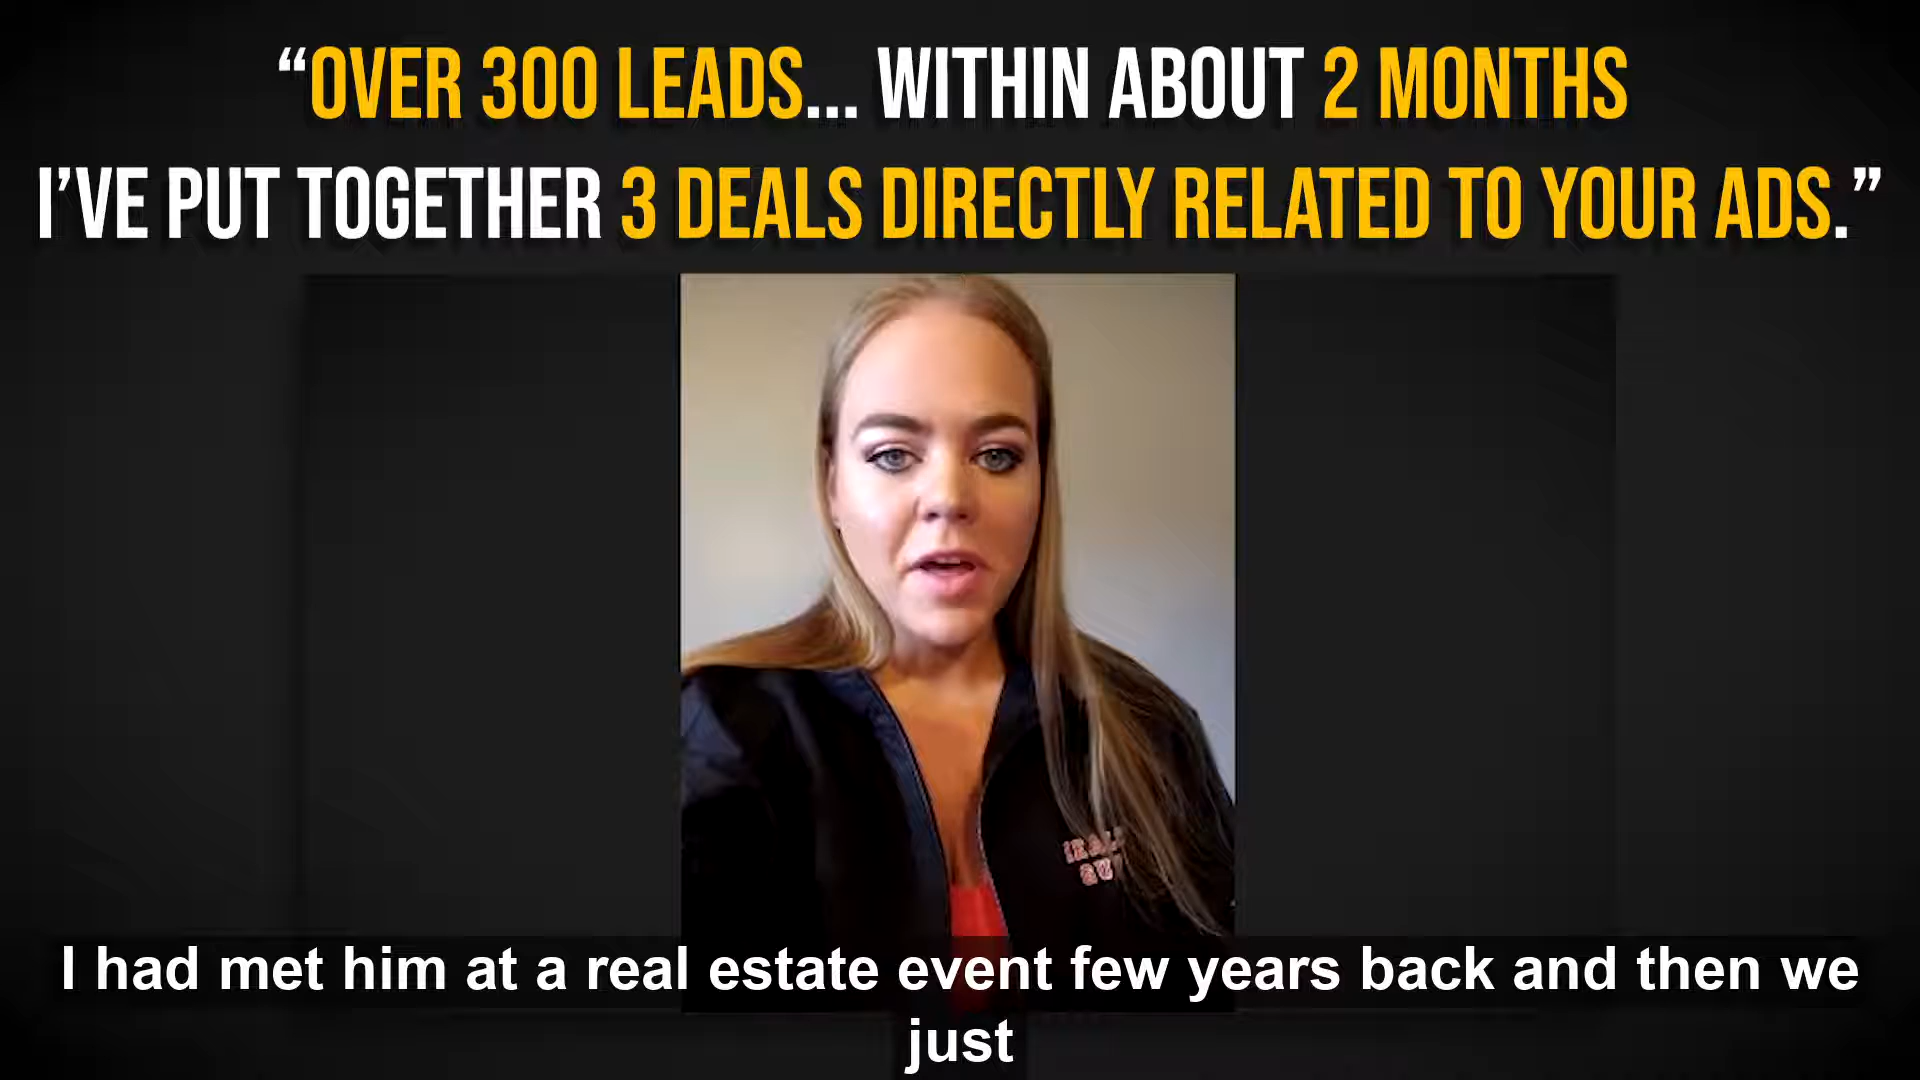 “OVER 300 LEADS... WITHIN ABOUT 2 MONTHS
I’VE PUT TOGETHER 3 DEALS DIRECTLY RELATED TO YOUR ADS.”
I had met him at a real estate event few years back and then we
just